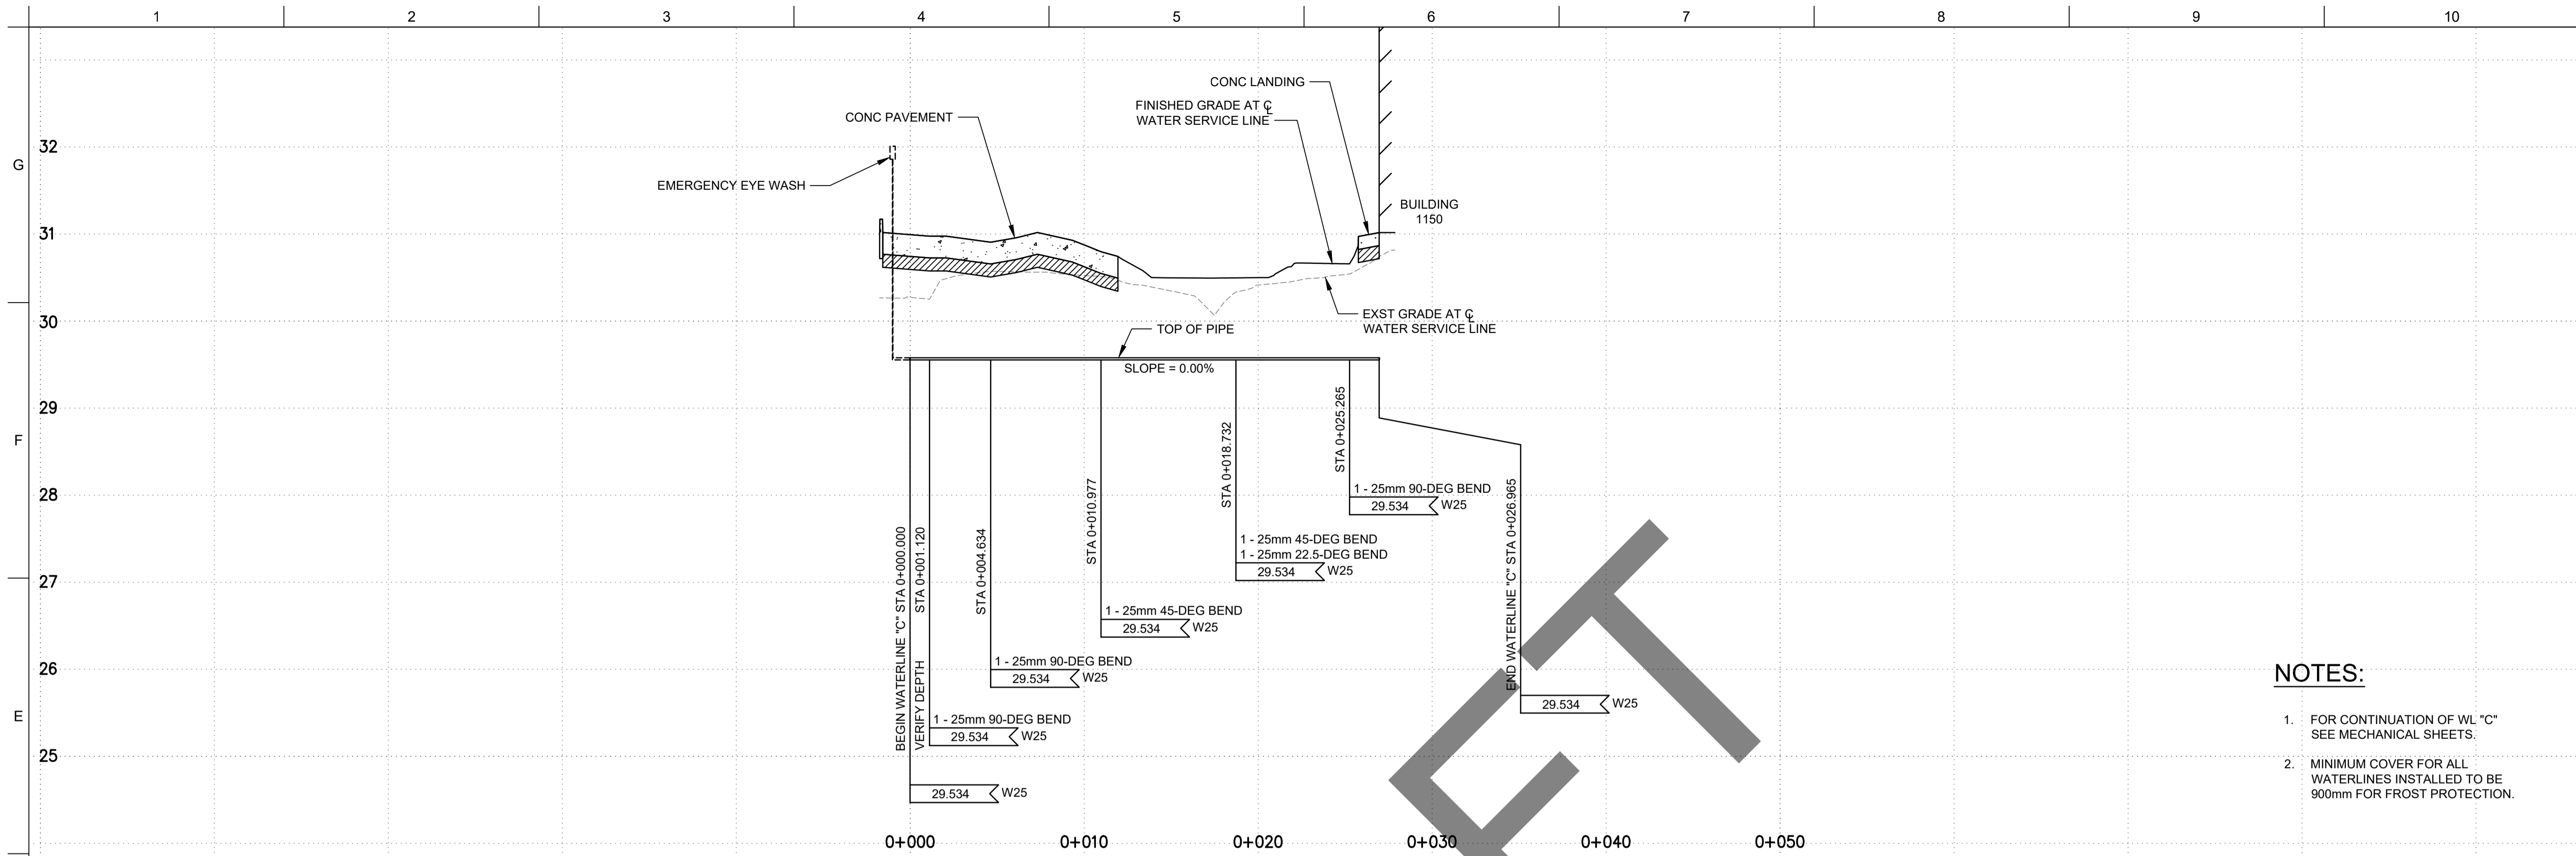 1 2 3 4 5 6 7 8 9 10
G
F
E
32
31
30
29
28
27
26
25
CONC LANDING
FINISHED GRADE AT ℄
WATER SERVICE LINE
CONC PAVEMENT
EMERGENCY EYE WASH
BUILDING
1150
EXST GRADE AT ℄
WATER SERVICE LINE
TOP OF PIPE
SLOPE = 0.00%
BEGIN WATERLINE "C" STA 0+000.000
29.534 W25
STA 0+001.120
VERIFY DEPTH
1 - 25mm 90-DEG BEND
29.534 W25
STA 0+004.634
1 - 25mm 90-DEG BEND
29.534 W25
STA 0+010.977
1 - 25mm 45-DEG BEND
29.534 W25
STA 0+018.732
1 - 25mm 45-DEG BEND
1 - 25mm 22.5-DEG BEND
29.534 W25
STA 0+025.265
1 - 25mm 90-DEG BEND
29.534 W25
END WATERLINE "C" STA 0+026.965
29.534 W25
0+000 0+010 0+020 0+030 0+040 0+050
NOTES:
1. FOR CONTINUATION OF WL "C"
SEE MECHANICAL SHEETS.
2. MINIMUM COVER FOR ALL
WATERLINES INSTALLED TO BE
900mm FOR FROST PROTECTION.
ET